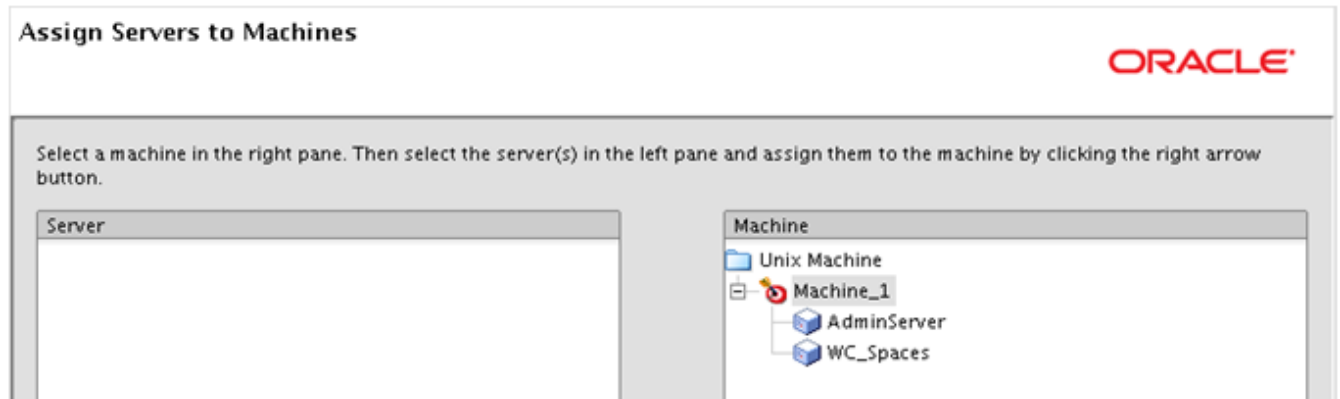 Assign Servers to Machines
ORACLE
Select a machine in the right pane. Then select the server(s) in the left pane and assign them to the machine by clicking the right arrow
button.
Server
Machine
Unix Machine
Machine_1
AdminServer
WC_Spaces